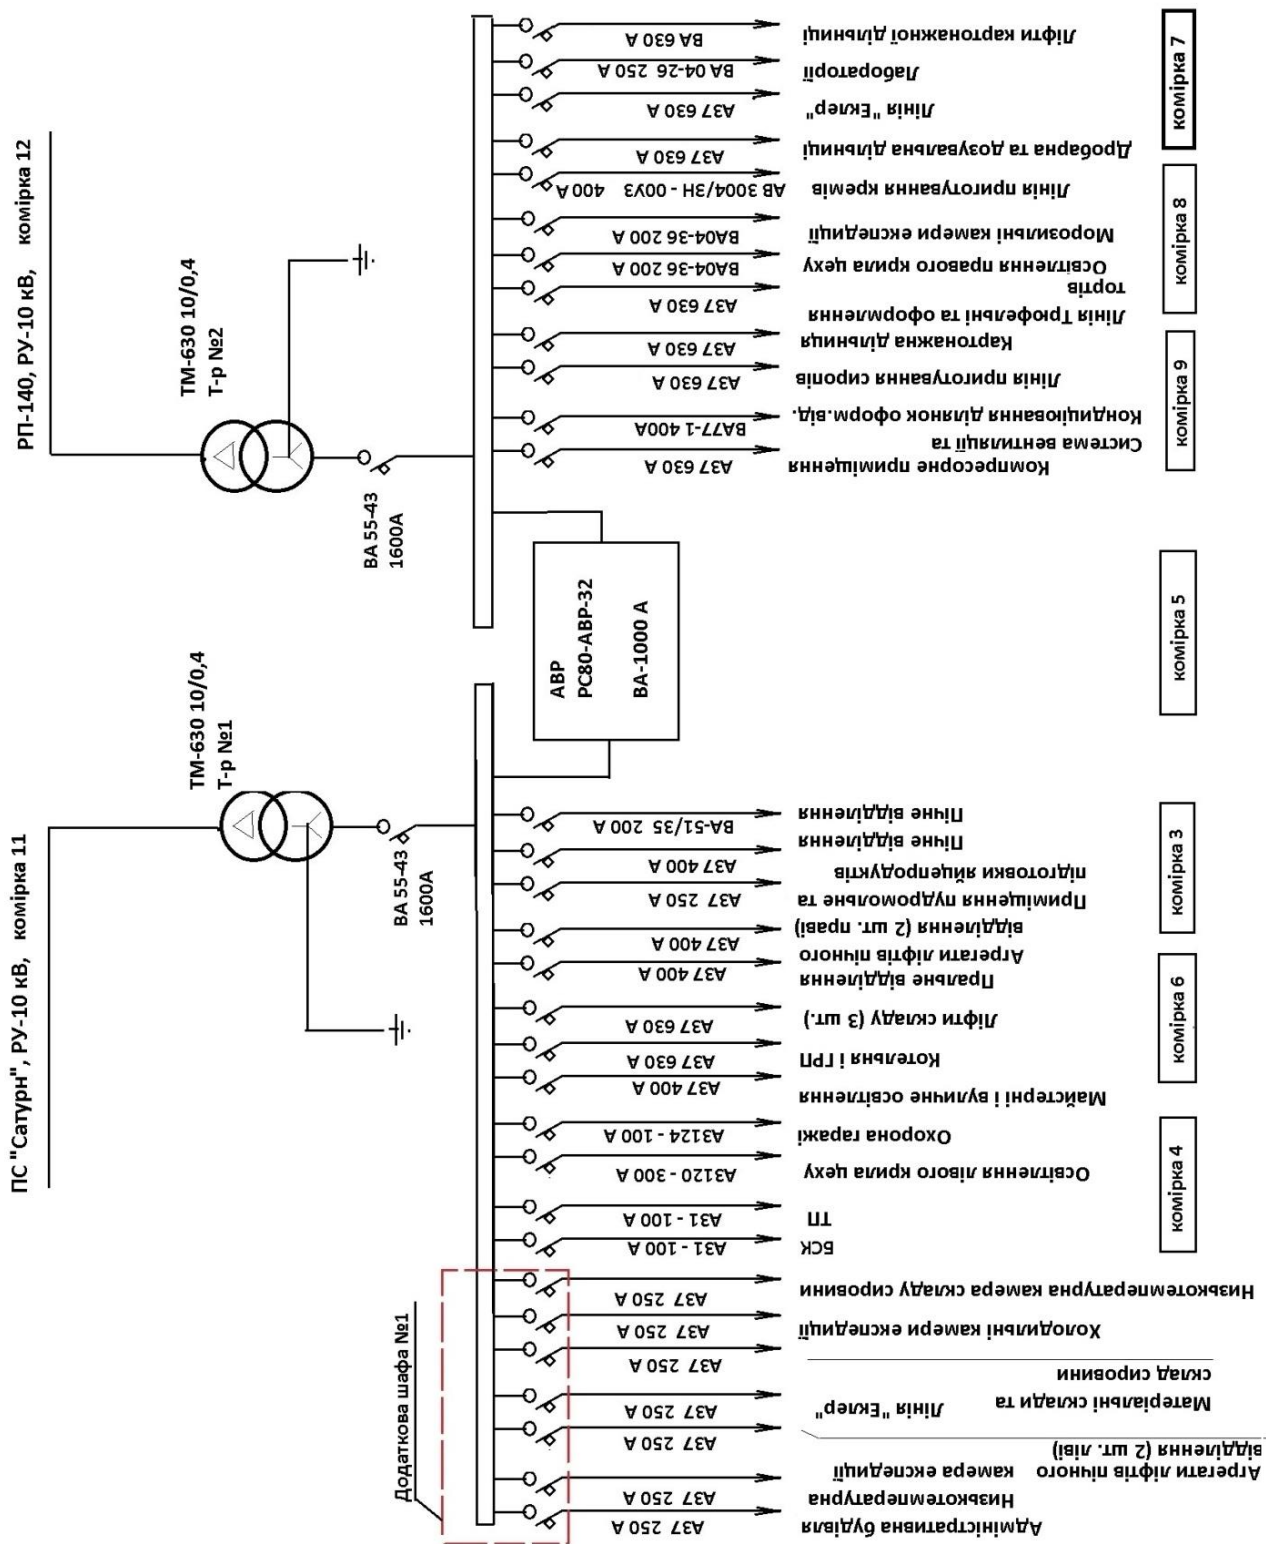 ПС "Сатурн", РУ-10 кВ, комірка 11
РП-140, РУ-10 кВ, комірка 12
ТМ-630 10/0,4
Т-р №1
ТМ-630 10/0,4
Т-р №2
ВА 55-43
1600А
ВА 55-43
1600А
АВР
РС80-АВР-32
ВА-1000 А
Додаткова шафа №1
ВА 630 А
Ліфти картонажної дільниці
ВА 04-26 250 А
Лабораторії
А37 630 А
Лінія "Еклер"
А37 630 А
Дробарна та дозувальна дільниці
АВ 3004/3Н - 00У3 400 А
Лінія приготування кремів
ВА04-36 200 А
Морозильні камери експедиції
ВА04-36 200 А
Освітлення правого крила цеху
А37 630 А
Лінія Трюфельні та оформлення
тортів
А37 630 А
Картонажна дільниця
А37 630 А
Лінія приготування сиропів
ВА77-1 400А
Система вентиляції та
Кондиціювання ділянок оформ.від.
А37 630 А
Компресорне приміщення
ВА-51/35 200 А
Пічне відділення
А37 400 А
Пічне відділення
А37 250 А
Приміщення пудромольне та
підготовки яйцепродуктів
А37 400 А
Агрегати ліфтів пічного
відділення (2 шт. праві)
А37 400 А
Пральне відділення
А37 630 А
Ліфти складу (3 шт.)
А37 630 А
Котельня і ГРП
А37 400 А
Майстерні і вуличне освітлення
А3124 - 100 А
Охорона гаражі
А3120 - 300 А
Освітлення лівого крила цеху
А31 - 100 А
ТП
А31 - 100 А
БСК
А37 250 А
Низькотемпературна камера складу сировини
А37 250 А
Холодильні камери експедиції
А37 250 А
Матеріальні склади та
склад сировини
А37 250 А
Лінія "Еклер"
А37 250 А
Агрегати ліфтів пічного
відділення (2 шт. ліві)
А37 250 А
Низькотемпературна
камера експедиції
А37 250 А
Адміністративна будівля
комірка 4
комірка 6
комірка 3
комірка 5
комірка 9
комірка 8
комірка 7